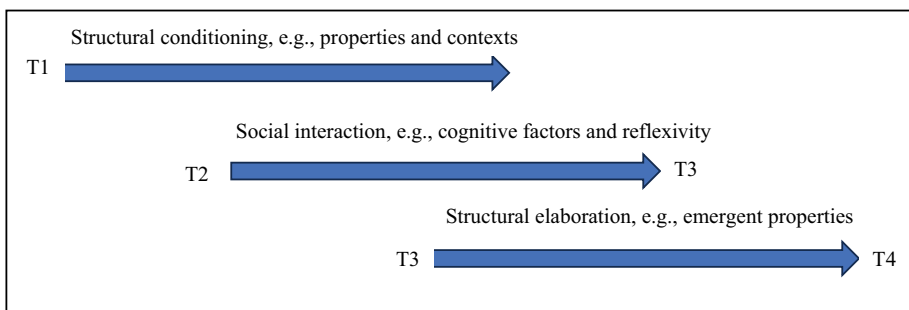 Structural conditioning, e.g., properties and contexts
T1
Social interaction, e.g., cognitive factors and reflexivity
T2 T3
Structural elaboration, e.g., emergent properties
T3 T4